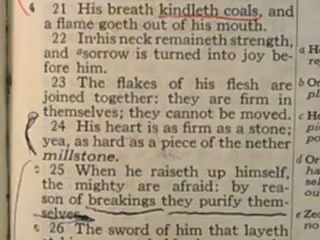 21 His breath kindleth coals, and
a flame goeth out of his mouth.
22 In his neck remaineth strength,
and a sorrow is turned into joy be-
fore him.
23 The flakes of his flesh are
joined together: they are firm in
themselves; they cannot be moved.
24 His heart is as firm as a stone;
yea, as hard as a piece of the nether
millstone.
25 When he raiseth up himself,
the mighty are afraid: by rea-
son of breakings they purify them-
selves.
26 The sword of him that layeth